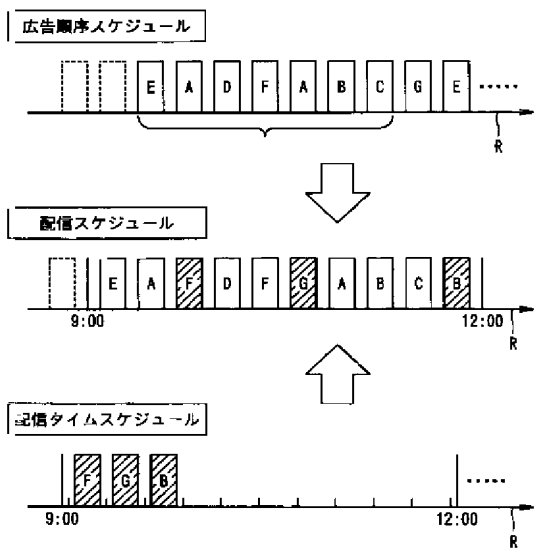 広告順序スケジュール
E A D F A B C G E ・・・・・
R
配信スケジュール
E A F D F G A B C B
9:00 12:00
R
配信タイムスケジュール
F G B ・・・・・
9:00 12:00
R